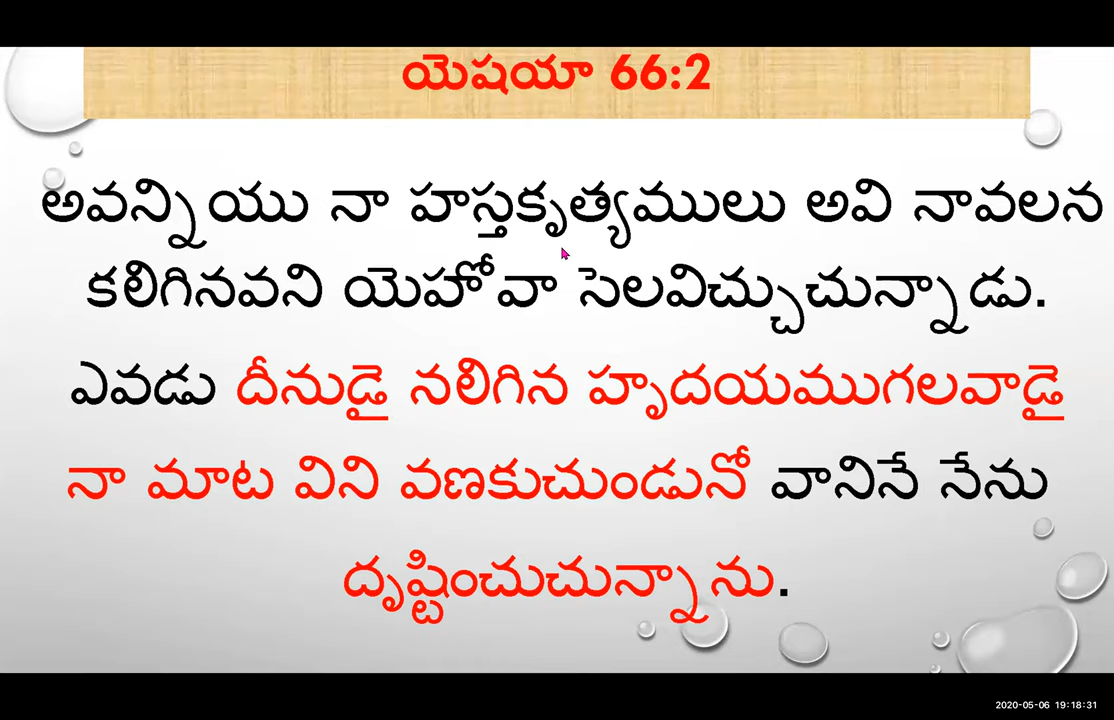 యెషయా 66:2
అవన్నియు నా హస్తకృత్యములు అవి నావలన
కలిగినవని యెహోవా సెలవిచ్చుచున్నాడు.
ఎవడు దీనుడై నలిగిన హృదయముగలవాడై
నా మాట విని వణకుచుండునో వానినే నేను
దృష్టించుచున్నాను.
2020-05-06 19:18:31